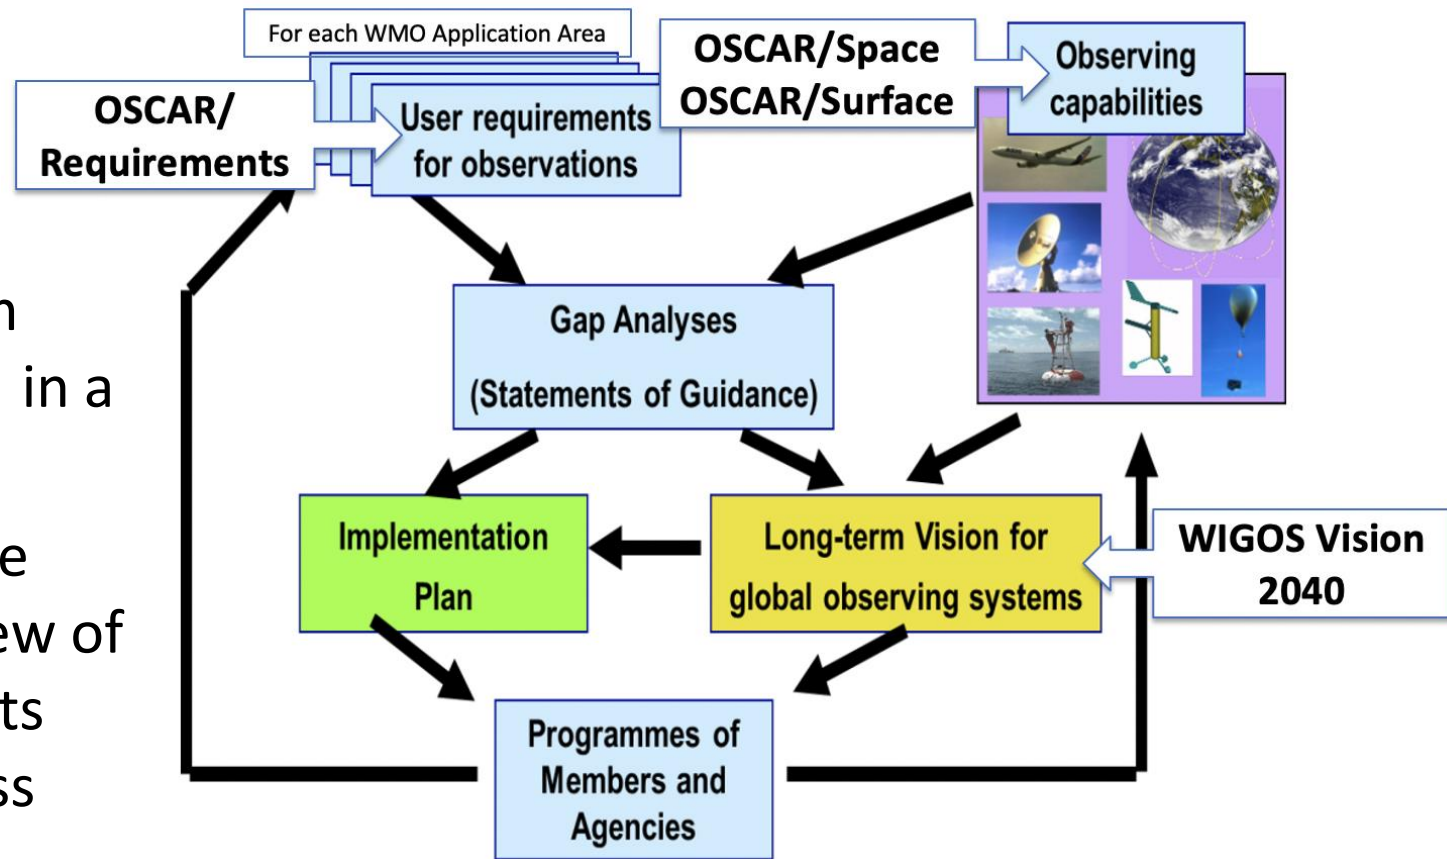 For each WMO Application Area
OSCAR/
Requirements
User requirements
for observations
OSCAR/Space
OSCAR/Surface
Observing
capabilities
in a
ew of
ts
ss
Gap Analyses
(Statements of Guidance)
Implementation
Plan
Long-term Vision for
global observing systems
WIGOS Vision
2040
Programmes of
Members and
Agencies